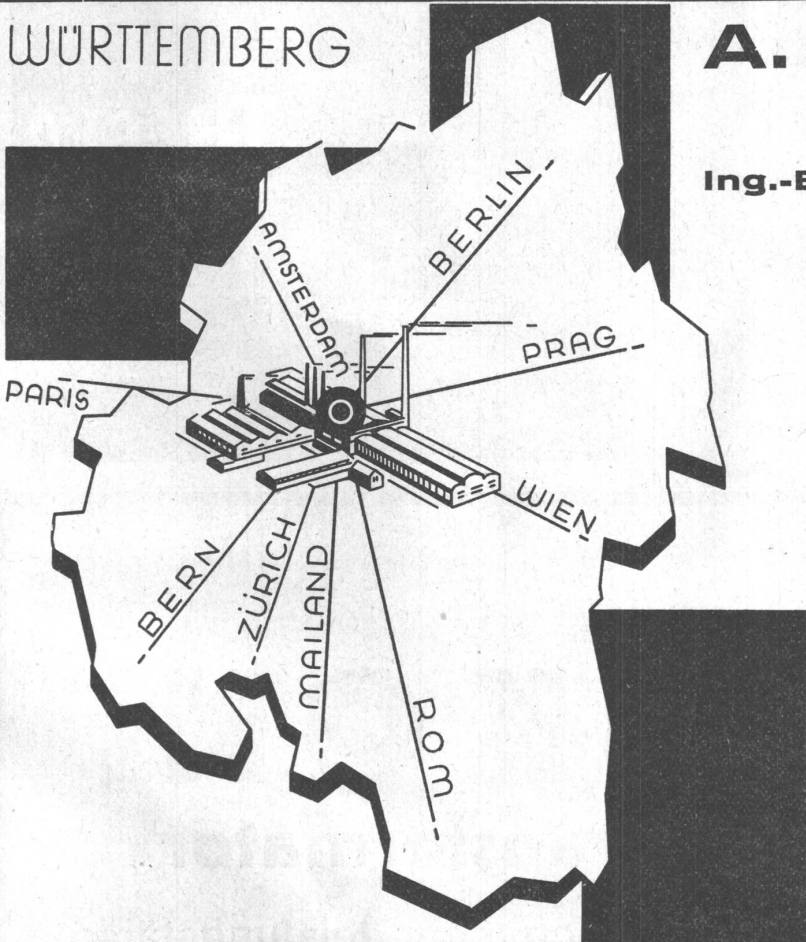 WÜRTTEMBERG
A.
Ing.-
AMSTERDAM
BERLIN
PRAG
PARIS
WIEN
BERN
ZÜRICH
MAILAND
ROM